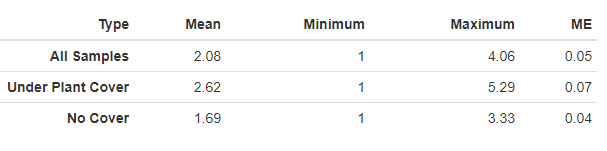 Type Mean Minimum Maximum ME
All Samples 2.08 1 4.06 0.05
Under Plant Cover 2.62 1 5.29 0.07
No Cover 1.69 1 3.33 0.04